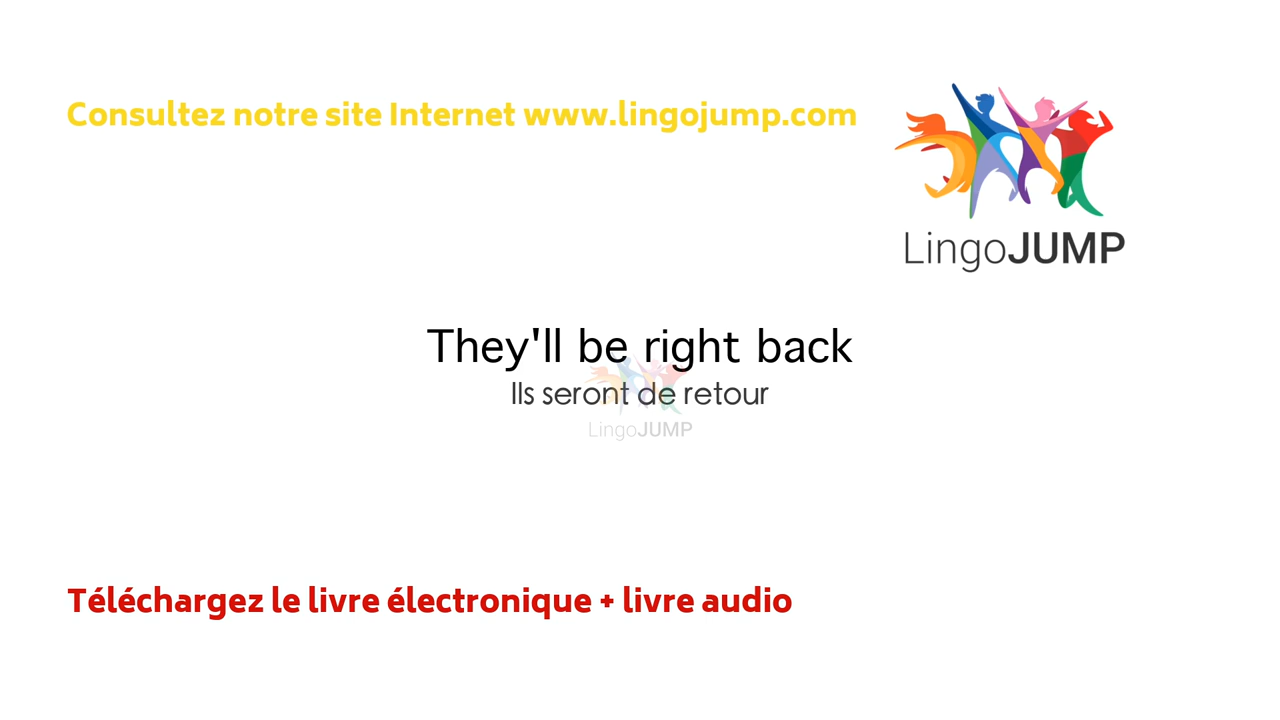 Consultez notre site Internet www.lingojump.com
LingoJUMP
They'll be right back
Ils seront de retour
LingoJUMP
Téléchargez le livre électronique + livre audio